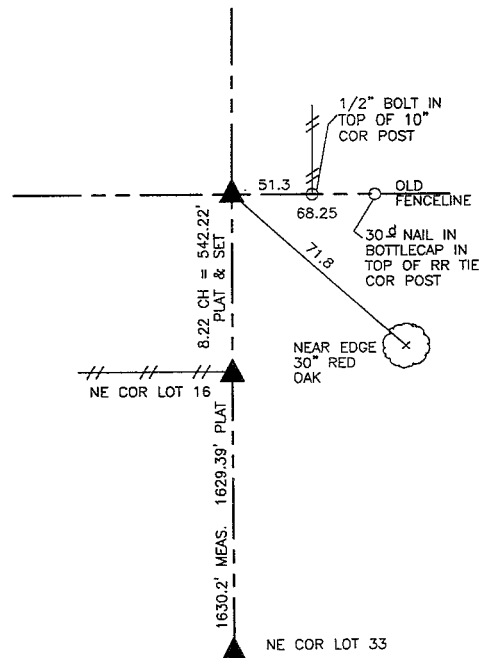 1/2" BOLT IN
TOP OF 10"
COR POST
51.3
OLD
FENCELINE
68.25
30 d NAIL IN
BOTTLECAP IN
TOP OF RR TIE
COR POST
71.8
8.22 CH = 542.22'
PLAT & SET
NEAR EDGE
30" RED
OAK
NE COR LOT 16
1630.2' MEAS. 1629.39' PLAT
NE COR LOT 33